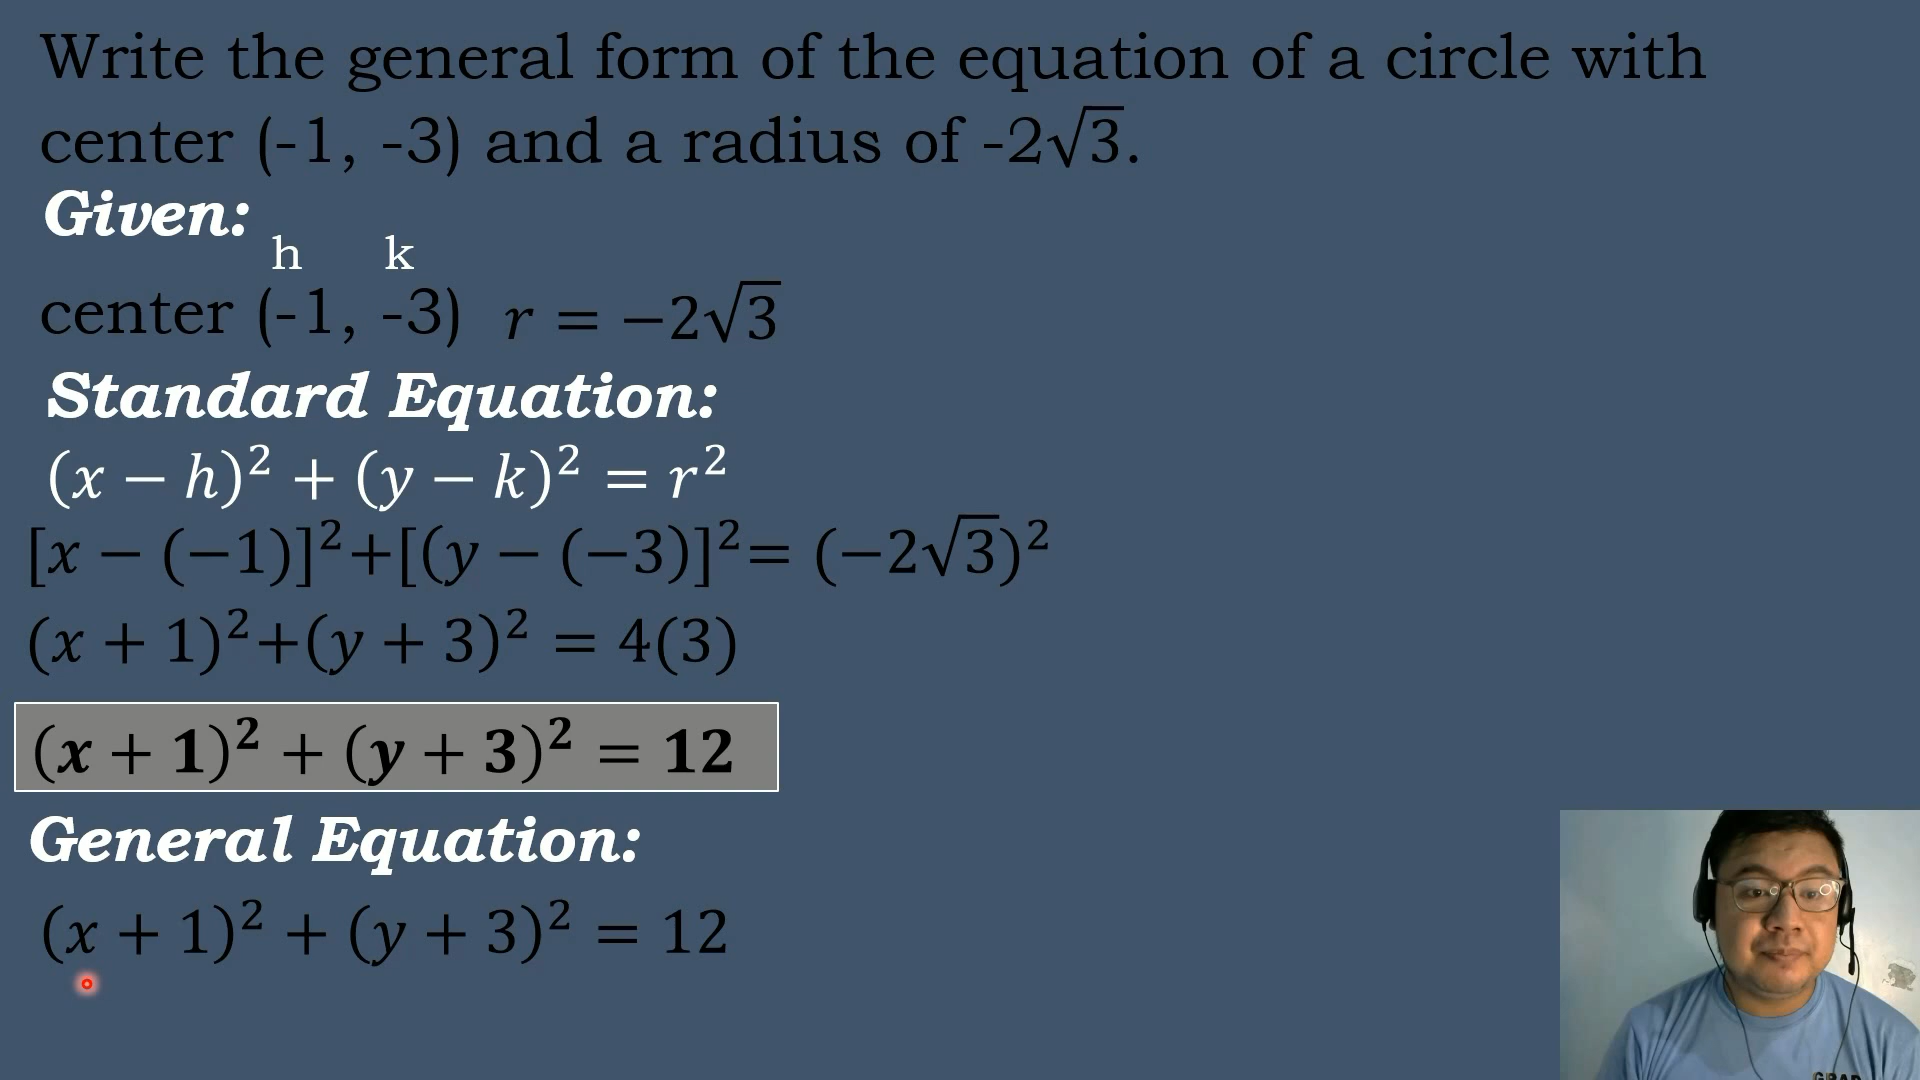 Write the general form of the equation of a circle with
center (-1, -3) and a radius of -2√3.
Given:
h k
center (-1, -3) r = −2√3
Standard Equation:
(x − h)² + (y − k)² = r²
[x − (−1)]²+[(y − (−3)]²= (−2√3)²
(x + 1)²+(y + 3)² = 4(3)
(x + 1)² + (y + 3)² = 12
General Equation:
(x + 1)² + (y + 3)² = 12